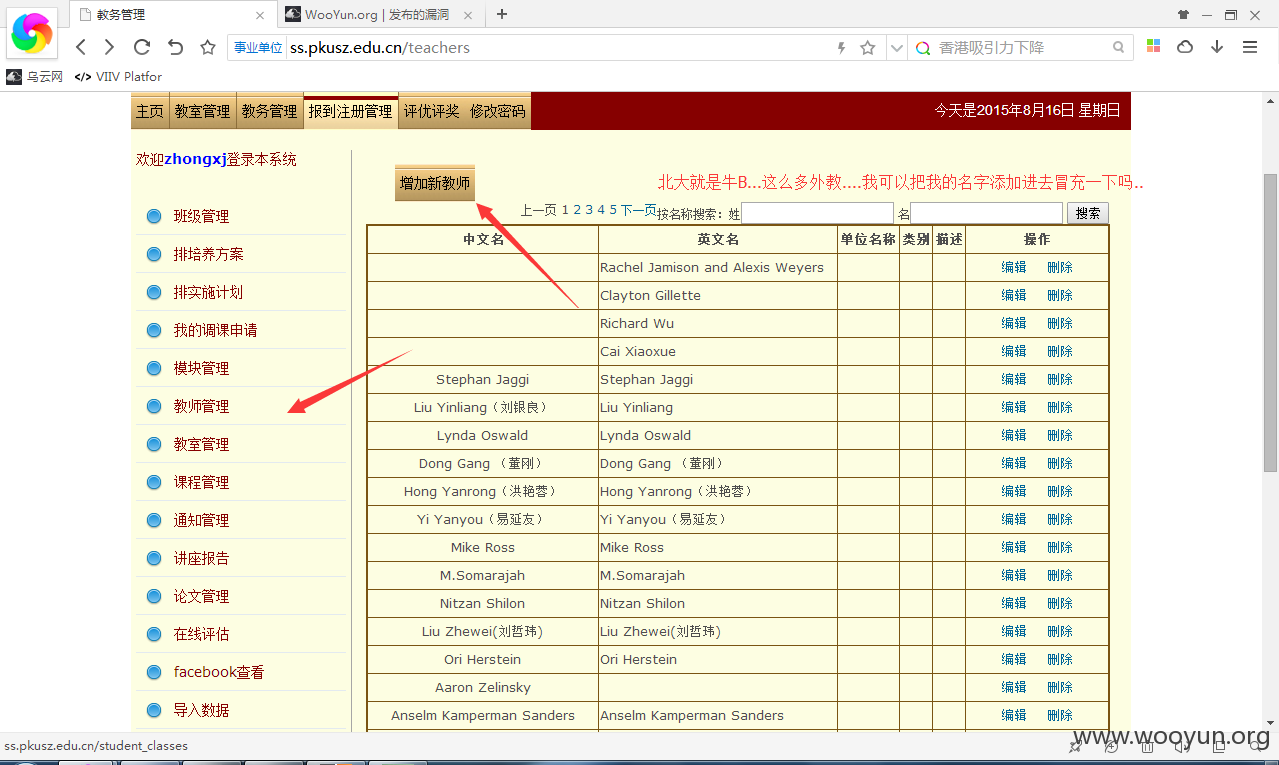 教务管理
WooYun.org | 发布的漏洞
事业单位 ss.pkusz.edu.cn/teachers
香港吸引力下降
乌云网 </> VIIV Platfor
主页 教室管理 教务管理 报到注册管理 评优评奖 修改密码
今天是2015年8月16日 星期日
欢迎zhongxj登录本系统
班级管理
排培养方案
排实施计划
我的调课申请
模块管理
教师管理
教室管理
课程管理
通知管理
讲座报告
论文管理
在线评估
facebook查看
导入数据
增加新教师
北大就是牛B...这么多外教....我可以把我的名字添加进去冒充一下吗..
上一页 1 2 3 4 5 下一页 按名称搜索：姓 名 搜索
中文名 英文名 单位名称 类别 描述 操作
Rachel Jamison and Alexis Weyers 编辑 删除
Clayton Gillette 编辑 删除
Richard Wu 编辑 删除
Cai Xiaoxue 编辑 删除
Stephan Jaggi Stephan Jaggi 编辑 删除
Liu Yinliang（刘银良） Liu Yinliang 编辑 删除
Lynda Oswald Lynda Oswald 编辑 删除
Dong Gang （董刚） Dong Gang （董刚） 编辑 删除
Hong Yanrong（洪艳蓉） Hong Yanrong（洪艳蓉） 编辑 删除
Yi Yanyou（易延友） Yi Yanyou（易延友） 编辑 删除
Mike Ross Mike Ross 编辑 删除
M.Somarajah M.Somarajah 编辑 删除
Nitzan Shilon Nitzan Shilon 编辑 删除
Liu Zhewei(刘哲玮) Liu Zhewei(刘哲玮) 编辑 删除
Ori Herstein Ori Herstein 编辑 删除
Aaron Zelinsky 编辑 删除
Anselm Kamperman Sanders Anselm Kamperman Sanders 编辑 删除
ss.pkusz.edu.cn/student_classes
www.wooyun.org